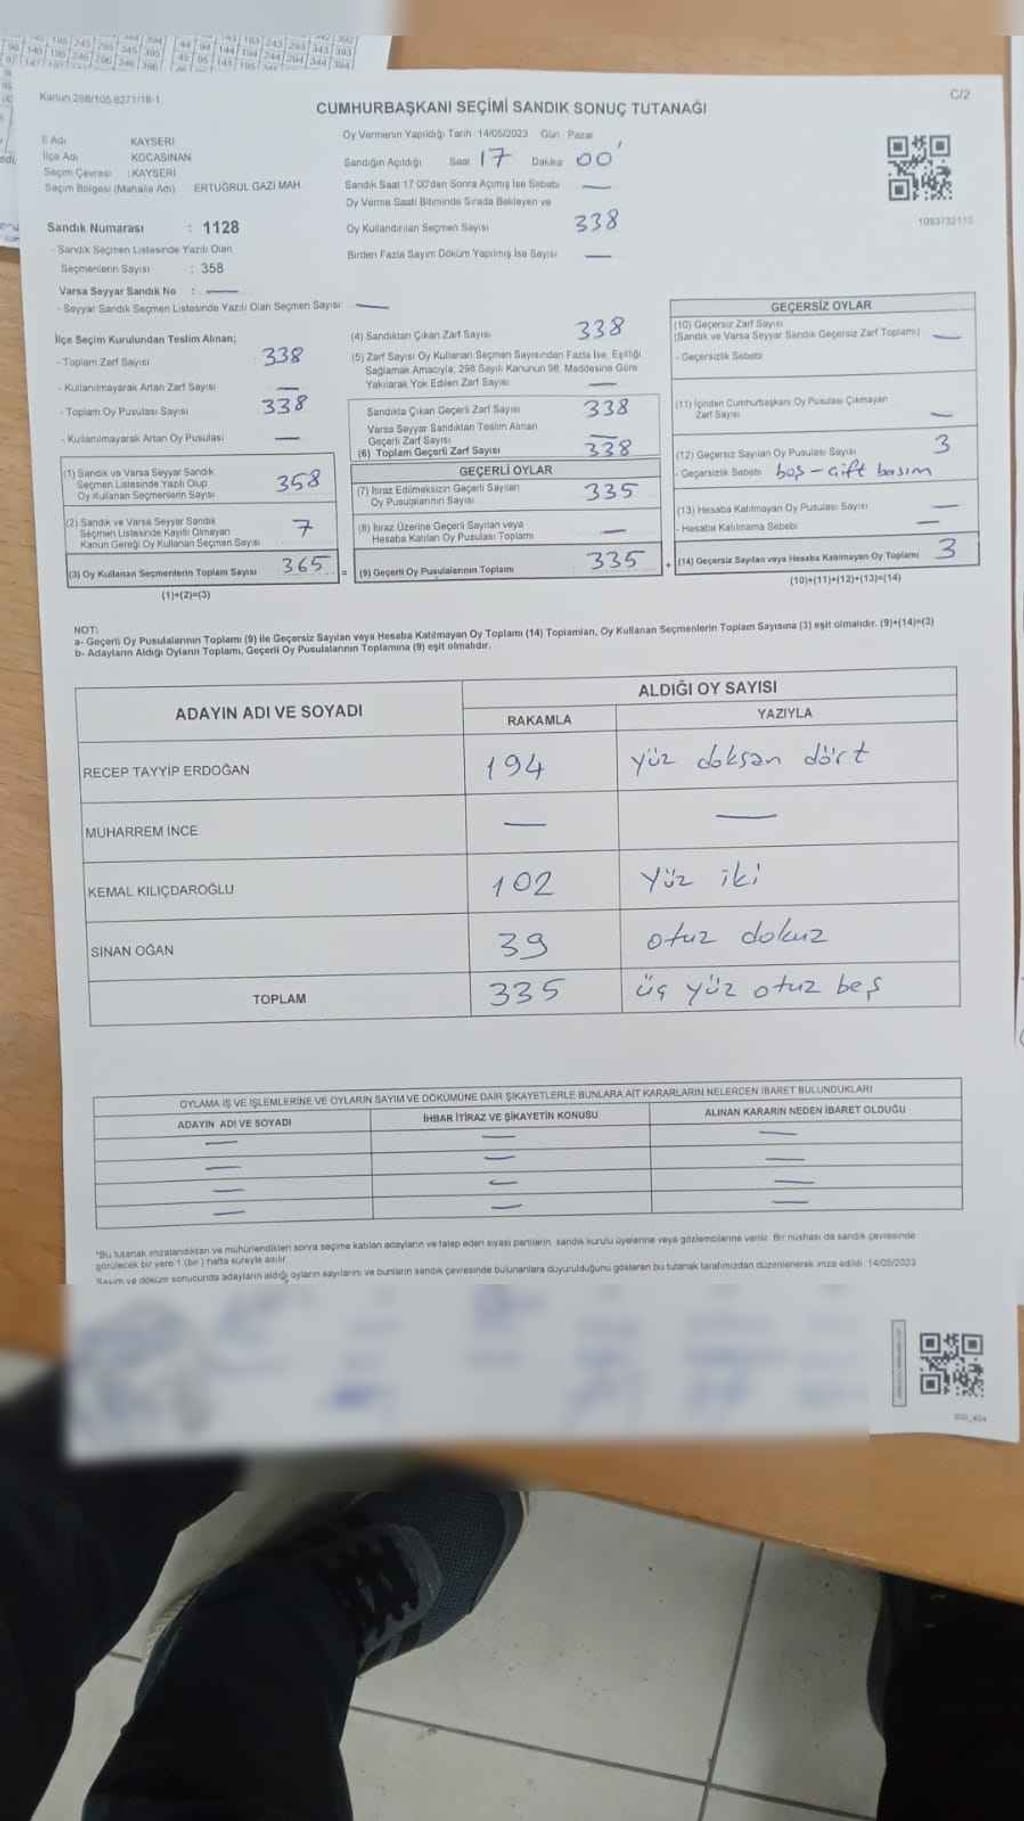 Kanun 298/105 6271/18-1
C/2
CUMHURBAŞKANI SEÇİMİ SANDIK SONUÇ TUTANAĞI
İl Adı KAYSERİ
İlçe Adı KOCASİNAN
Seçim Çevresi : KAYSERİ
Seçim Bölgesi (Mahalle Adı) ERTUĞRUL GAZİ MAH.
Sandık Numarası : 1128
- Sandık Seçmen Listesinde Yazılı Olan
Seçmenlerin Sayısı : 358
Varsa Seyyar Sandık No : —
- Seyyar Sandık Seçmen Listesinde Yazılı Olan Seçmen Sayısı —
Oy Vermenin Yapıldığı Tarih :14/05/2023 Gün : Pazar
Sandığın Açıldığı Saat 17 Dakika 00'
Sandık Saat 17:00'den Sonra Açılmış İse Sebebi —
Oy Verme Saati Bitiminde Sırada Bekleyen ve
Oy Kullandırılan Seçmen Sayısı 338
Birden Fazla Sayım Döküm Yapılmış İse Sayısı —
İlçe Seçim Kurulundan Teslim Alınan;
- Toplam Zarf Sayısı 338
- Kullanılmayarak Artan Zarf Sayısı —
- Toplam Oy Pusulası Sayısı 338
- Kullanılmayarak Artan Oy Pusulası —
(1) Sandık ve Varsa Seyyar Sandık
Seçmen Listesinde Yazılı Olup
Oy Kullanan Seçmenlerin Sayısı 358
(2) Sandık ve Varsa Seyyar Sandık
Seçmen Listesinde Kayıtlı Olmayan
Kanun Gereği Oy Kullanan Seçmen Sayısı 7
(3) Oy Kullanan Seçmenlerin Toplam Sayısı 365 =
(1)+(2)=(3)
(4) Sandıktan Çıkan Zarf Sayısı 338
(5) Zarf Sayısı Oy Kullanan Seçmen Sayısından Fazla İse, Eşitliği
Sağlamak Amacıyla, 298 Sayılı Kanunun 98. Maddesine Göre
Yakılarak Yok Edilen Zarf Sayısı —
Sandıkta Çıkan Geçerli Zarf Sayısı 338
Varsa Seyyar Sandıktan Teslim Alınan
Geçerli Zarf Sayısı —
(6) Toplam Geçerli Zarf Sayısı 338
GEÇERLİ OYLAR
(7) İtiraz Edilmeksizin Geçerli Sayılan
Oy Pusulalarının Sayısı 335
(8) İtiraz Üzerine Geçerli Sayılan veya
Hesaba Katılan Oy Pusulası Toplamı —
(9) Geçerli Oy Pusulalarının Toplamı 335 +
GEÇERSİZ OYLAR
(10) Geçersiz Zarf Sayısı
(Sandık ve Varsa Seyyar Sandık Geçersiz Zarf Toplamı) —
- Geçersizlik Sebebi
(11) İçinden Cumhurbaşkanı Oy Pusulası Çıkmayan
Zarf Sayısı —
(12) Geçersiz Sayılan Oy Pusulası Sayısı 3
- Geçersizlik Sebebi boş - çift basım
(13) Hesaba Katılmayan Oy Pusulası Sayısı —
- Hesaba Katılmama Sebebi —
(14) Geçersiz Sayılan veya Hesaba Katılmayan Oy Toplamı 3
(10)+(11)+(12)+(13)=(14)
NOT:
a- Geçerli Oy Pusulalarının Toplamı (9) ile Geçersiz Sayılan veya Hesaba Katılmayan Oy Toplamı (14) Toplamları, Oy Kullanan Seçmenlerin Toplam Sayısına (3) eşit olmalıdır. (9)+(14)=(3)
b- Adayların Aldığı Oyların Toplamı, Geçerli Oy Pusulalarının Toplamına (9) eşit olmalıdır.
ADAYIN ADI VE SOYADI
ALDIĞI OY SAYISI
RAKAMLA YAZIYLA
RECEP TAYYİP ERDOĞAN 194 yüz doksan dört
MUHARREM İNCE — —
KEMAL KILIÇDAROĞLU 102 yüz iki
SİNAN OĞAN 39 otuz dokuz
TOPLAM 335 üç yüz otuz beş
OYLAMA İŞ VE İŞLEMLERİNE VE OYLARIN SAYIM VE DÖKÜMÜNE DAİR ŞİKAYETLERLE BUNLARA AİT KARARLARIN NELERDEN İBARET BULUNDUKLARI
ADAYIN ADI VE SOYADI İHBAR İTİRAZ VE ŞİKAYETİN KONUSU ALINAN KARARIN NEDEN İBARET OLDUĞU
— — —
— — —
— — —
— — —
*Bu tutanak imzalandıktan ve mühürlendikten sonra seçime katılan adayların ve talep eden siyasi partilerin, sandık kurulu üyelerine veya gözlemcilerine verilir. Bir nüshası da sandık çevresinde
görülecek bir yere 1 (bir) hafta süreyle asılır.
Sayım ve döküm sonucunda adayların aldığı oyların sayılarını ve bunların sandık çevresinde bulunanlara duyurulduğunu gösteren bu tutanak tarafımızdan düzenlenerek imza edildi. 14/05/2023